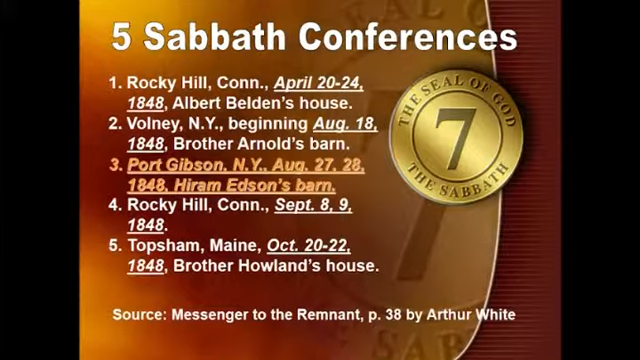 5 Sabbath Conferences
1. Rocky Hill, Conn., April 20-24,
1848, Albert Belden's house.
2. Volney, N.Y., beginning Aug. 18,
1848, Brother Arnold's barn.
3. Port Gibson, N.Y., Aug. 27, 28,
1848, Hiram Edson's barn.
4. Rocky Hill, Conn., Sept. 8, 9,
1848.
5. Topsham, Maine, Oct. 20-22,
1848, Brother Howland's house.
THE SEAL OF GOD
7
THE SABBATH
Source: Messenger to the Remnant, p. 38 by Arthur White